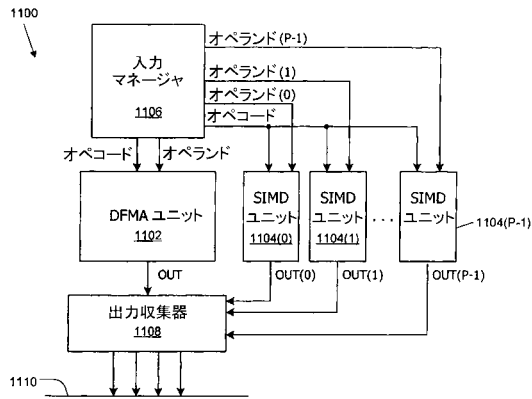 1100
入力
マネージャ
1106
オペランド(P-1)
オペランド(1)
オペランド(0)
オペコード
オペコード
オペランド
DFMA ユニット
1102
SIMD
ユニット
1104(0)
SIMD
ユニット
1104(1)
. . .
SIMD
ユニット
1104(P-1)
OUT
OUT(0)
OUT(1)
OUT(P-1)
出力収集器
1108
1110